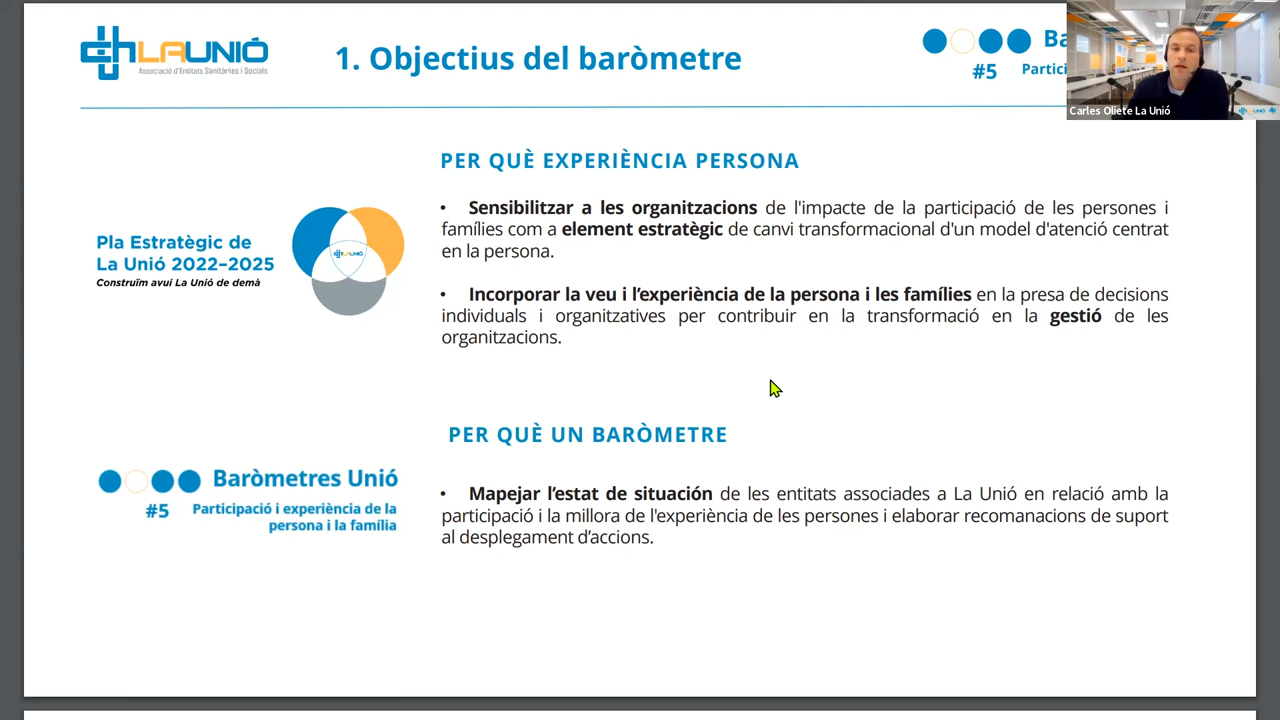 LAUNIÓ
Associació d'Entitats Sanitàries i Socials
1. Objectius del baròmetre
#5
Partici
Carles Oliete La Unió
PER QUÈ EXPERIÈNCIA PERSONA
• Sensibilitzar a les organitzacions de l'impacte de la participació de les persones i
famílies com a element estratègic de canvi transformacional d'un model d'atenció centrat
en la persona.
Pla Estratègic de
La Unió 2022–2025
Construïm avui La Unió de demà
LAUNIÓ
• Incorporar la veu i l’experiència de la persona i les famílies en la presa de decisions
individuals i organitzatives per contribuir en la transformació en la gestió de les
organitzacions.
PER QUÈ UN BARÒMETRE
Baròmetres Unió
#5 Participació i experiència de la
persona i la família
• Mapejar l’estat de situación de les entitats associades a La Unió en relació amb la
participació i la millora de l'experiència de les persones i elaborar recomanacions de suport
al desplegament d’accions.